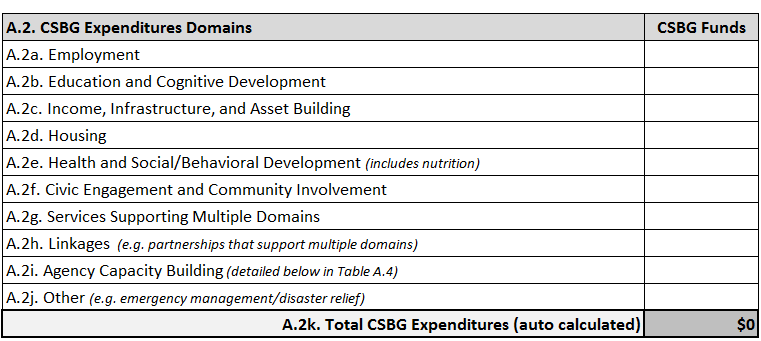 A.2. CSBG Expenditures Domains CSBG Funds
A.2a. Employment
A.2b. Education and Cognitive Development
A.2c. Income, Infrastructure, and Asset Building
A.2d. Housing
A.2e. Health and Social/Behavioral Development (includes nutrition)
A.2f. Civic Engagement and Community Involvement
A.2g. Services Supporting Multiple Domains
A.2h. Linkages (e.g. partnerships that support multiple domains)
A.2i. Agency Capacity Building (detailed below in Table A.4)
A.2j. Other (e.g. emergency management/disaster relief)
A.2k. Total CSBG Expenditures (auto calculated) $0